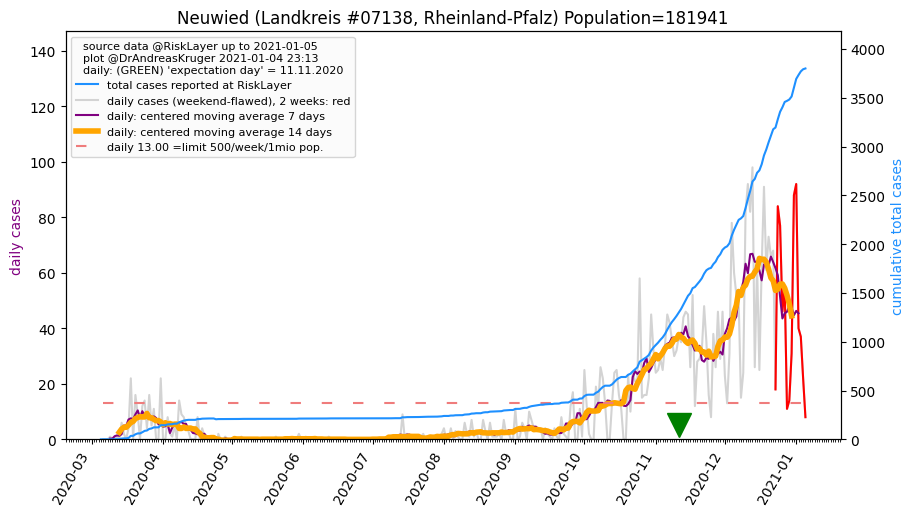 Neuwied (Landkreis #07138, Rheinland-Pfalz) Population=181941
source data @RiskLayer up to 2021-01-05
plot @DrAndreasKruger 2021-01-04 23:13
daily: (GREEN) 'expectation day' = 11.11.2020
total cases reported at RiskLayer
daily cases (weekend-flawed), 2 weeks: red
daily: centered moving average 7 days
daily: centered moving average 14 days
daily 13.00 =limit 500/week/1mio pop.
daily cases
140
120
100
80
60
40
20
0
cumulative total cases
4000
3500
3000
2500
2000
1500
1000
500
0
2020-03
2020-04
2020-05
2020-06
2020-07
2020-08
2020-09
2020-10
2020-11
2020-12
2021-01